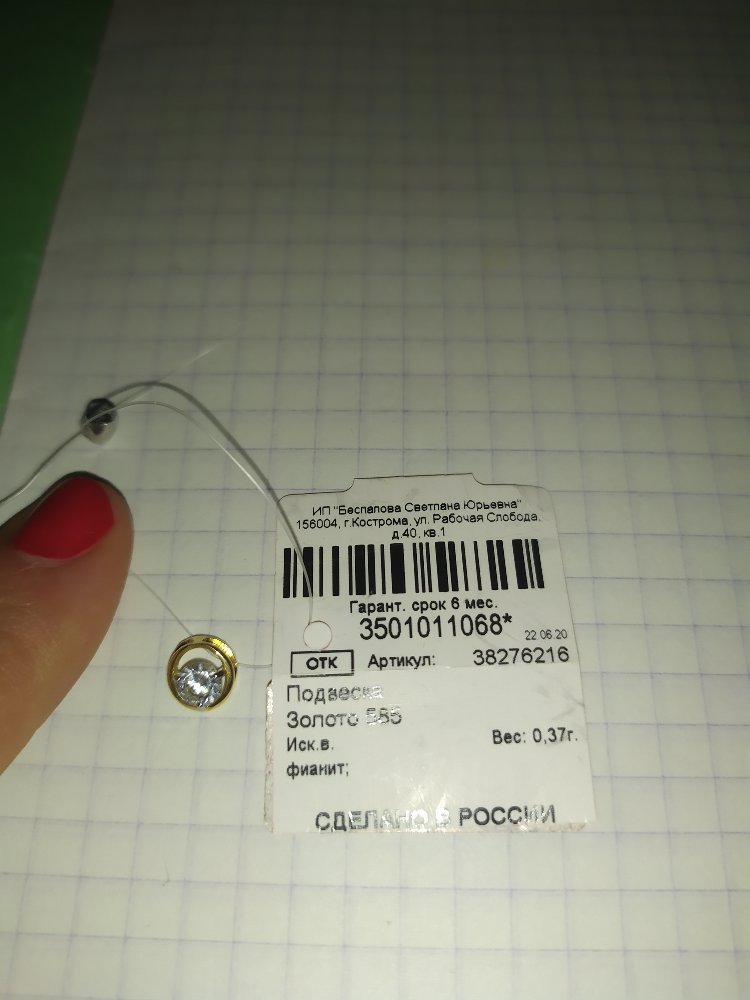 ИП "Беспалова Светлана Юрьевна"
156004, г.Кострома, ул. Рабочая Слобода,
д.40, кв.1
Гарант. срок 6 мес.
3501011068*
22.06.20
ОТК Артикул: 38276216
Подвеска
Золото 585
Иск.в. Вес: 0,37г.
фианит;
СДЕЛАНО В РОССИИ